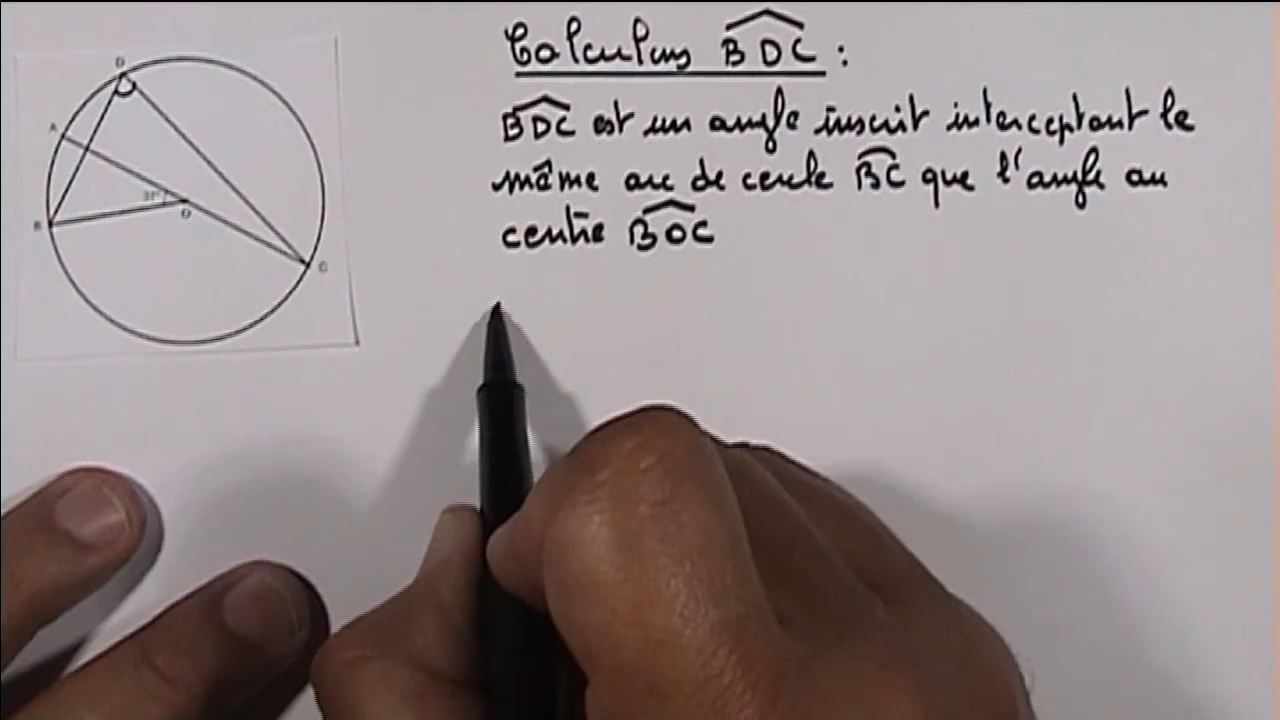 Calculons BDC :
BDC est un angle inscrit interceptant le
même arc de cercle BC que l'angle au
centre BOC
D
A
B
O
C